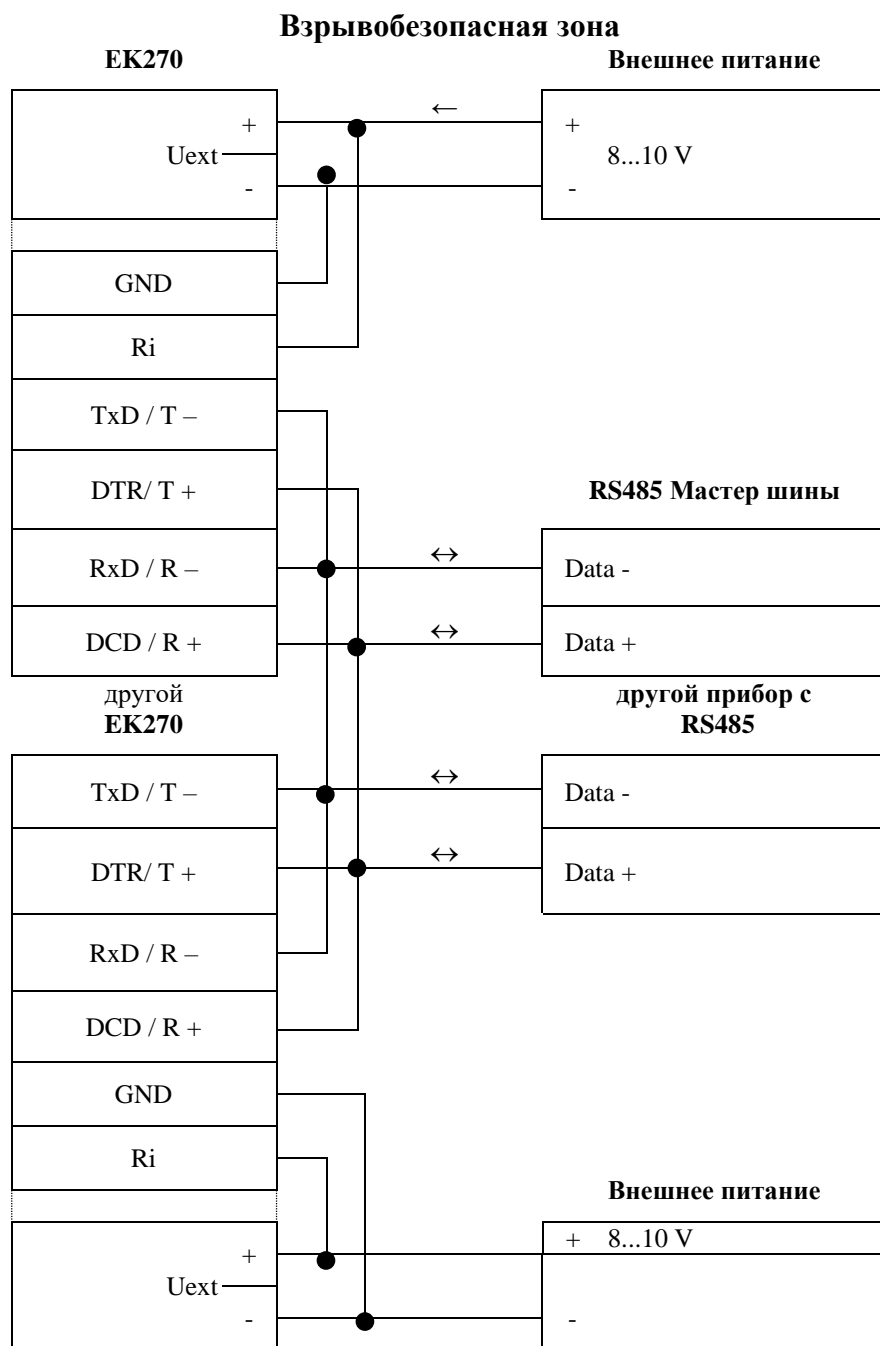 Взрывобезопасная зона
EK270 Внешнее питание
+ ← +
Uext 8...10 V
- -
GND
Ri
TxD / T –
DTR/ T + RS485 Мастер шины
RxD / R – ↔ Data -
DCD / R + ↔ Data +
другой другой прибор с
EK270 RS485
TxD / T – ↔ Data -
DTR/ T + ↔ Data +
RxD / R –
DCD / R +
GND
Ri
Внешнее питание
+ + 8...10 V
Uext
- -